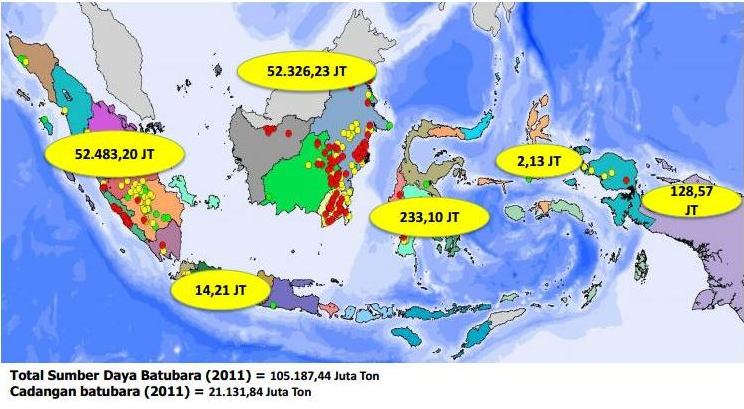 52.326,23 JT
52.483,20 JT
2,13 JT
128,57
JT
233,10 JT
14,21 JT
Total Sumber Daya Batubara (2011) = 105.187,44 Juta Ton
Cadangan batubara (2011) = 21.131,84 Juta Ton